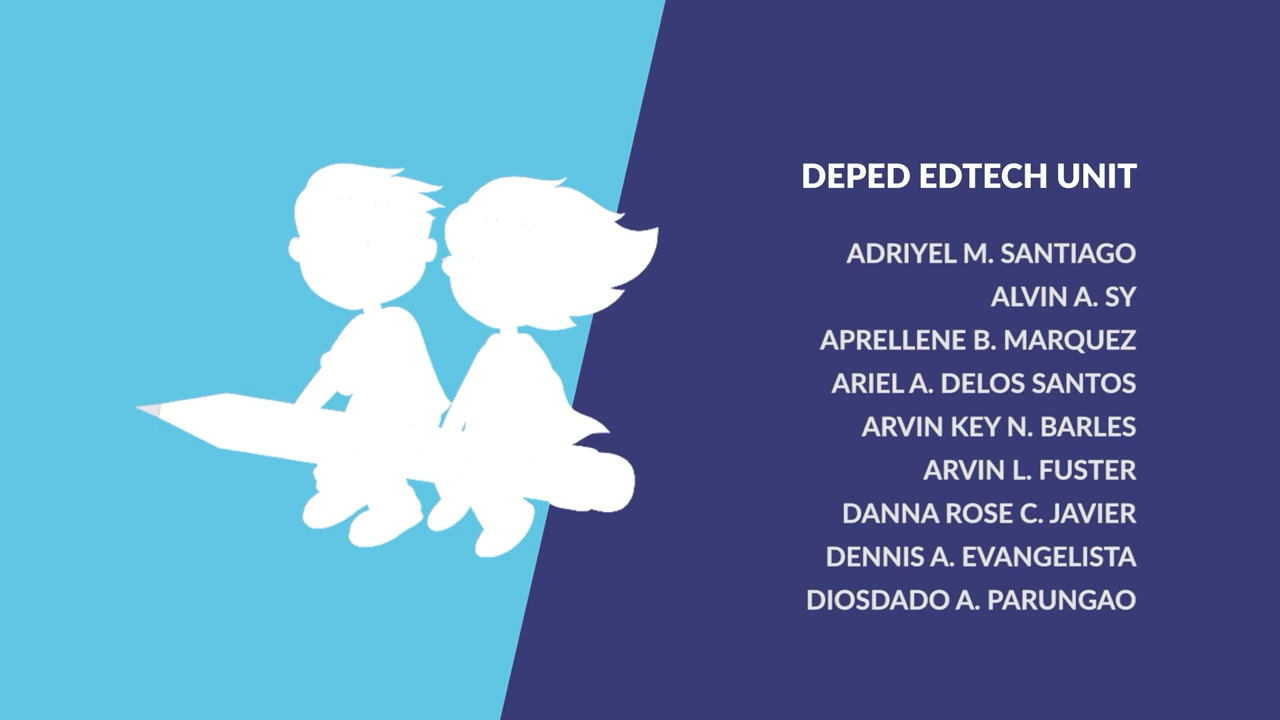 DEPED EDTECH UNIT
ADRIYEL M. SANTIAGO
ALVIN A. SY
APRELLENE B. MARQUEZ
ARIEL A. DELOS SANTOS
ARVIN KEY N. BARLES
ARVIN L. FUSTER
DANNA ROSE C. JAVIER
DENNIS A. EVANGELISTA
DIOSDADO A. PARUNGAO